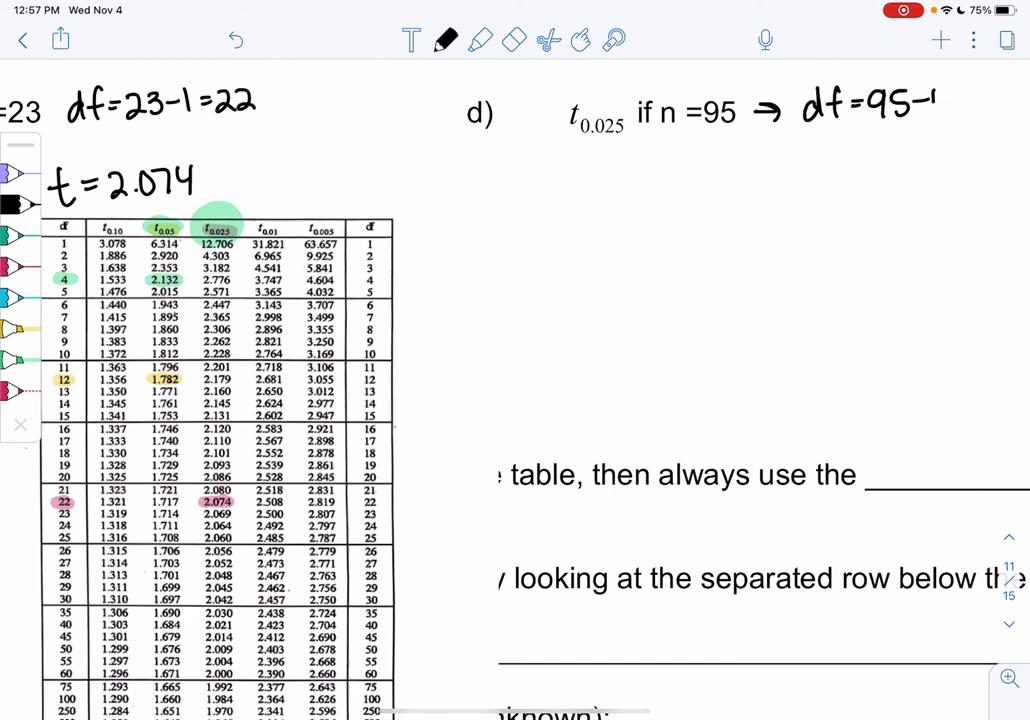 12:57 PM Wed Nov 4
75%
=23 df=23-1=22
d) t0.025 if n =95 → df=95-1
t=2.074
df t0.10 t0.05 t0.025 t0.01 t0.005 df
1 3.078 6.314 12.706 31.821 63.657 1
2 1.886 2.920 4.303 6.965 9.925 2
3 1.638 2.353 3.182 4.541 5.841 3
4 1.533 2.132 2.776 3.747 4.604 4
5 1.476 2.015 2.571 3.365 4.032 5
6 1.440 1.943 2.447 3.143 3.707 6
7 1.415 1.895 2.365 2.998 3.499 7
8 1.397 1.860 2.306 2.896 3.355 8
9 1.383 1.833 2.262 2.821 3.250 9
10 1.372 1.812 2.228 2.764 3.169 10
11 1.363 1.796 2.201 2.718 3.106 11
12 1.356 1.782 2.179 2.681 3.055 12
13 1.350 1.771 2.160 2.650 3.012 13
14 1.345 1.761 2.145 2.624 2.977 14
15 1.341 1.753 2.131 2.602 2.947 15
16 1.337 1.746 2.120 2.583 2.921 16
17 1.333 1.740 2.110 2.567 2.898 17
18 1.330 1.734 2.101 2.552 2.878 18
19 1.328 1.729 2.093 2.539 2.861 19
20 1.325 1.725 2.086 2.528 2.845 20
21 1.323 1.721 2.080 2.518 2.831 21
22 1.321 1.717 2.074 2.508 2.819 22
23 1.319 1.714 2.069 2.500 2.807 23
24 1.318 1.711 2.064 2.492 2.797 24
25 1.316 1.708 2.060 2.485 2.787 25
26 1.315 1.706 2.056 2.479 2.779 26
27 1.314 1.703 2.052 2.473 2.771 27
28 1.313 1.701 2.048 2.467 2.763 28
29 1.311 1.699 2.045 2.462 2.756 29
30 1.310 1.697 2.042 2.457 2.750 30
35 1.306 1.690 2.030 2.438 2.724 35
40 1.303 1.684 2.021 2.423 2.704 40
45 1.301 1.679 2.014 2.412 2.690 45
50 1.299 1.676 2.009 2.403 2.678 50
55 1.297 1.673 2.004 2.396 2.668 55
60 1.296 1.671 2.000 2.390 2.660 60
75 1.293 1.665 1.992 2.377 2.643 75
100 1.290 1.660 1.984 2.364 2.626 100
250 1.284 1.651 1.970 2.341 2.596 250
table, then always use the
looking at the separated row below the
11
15
known):